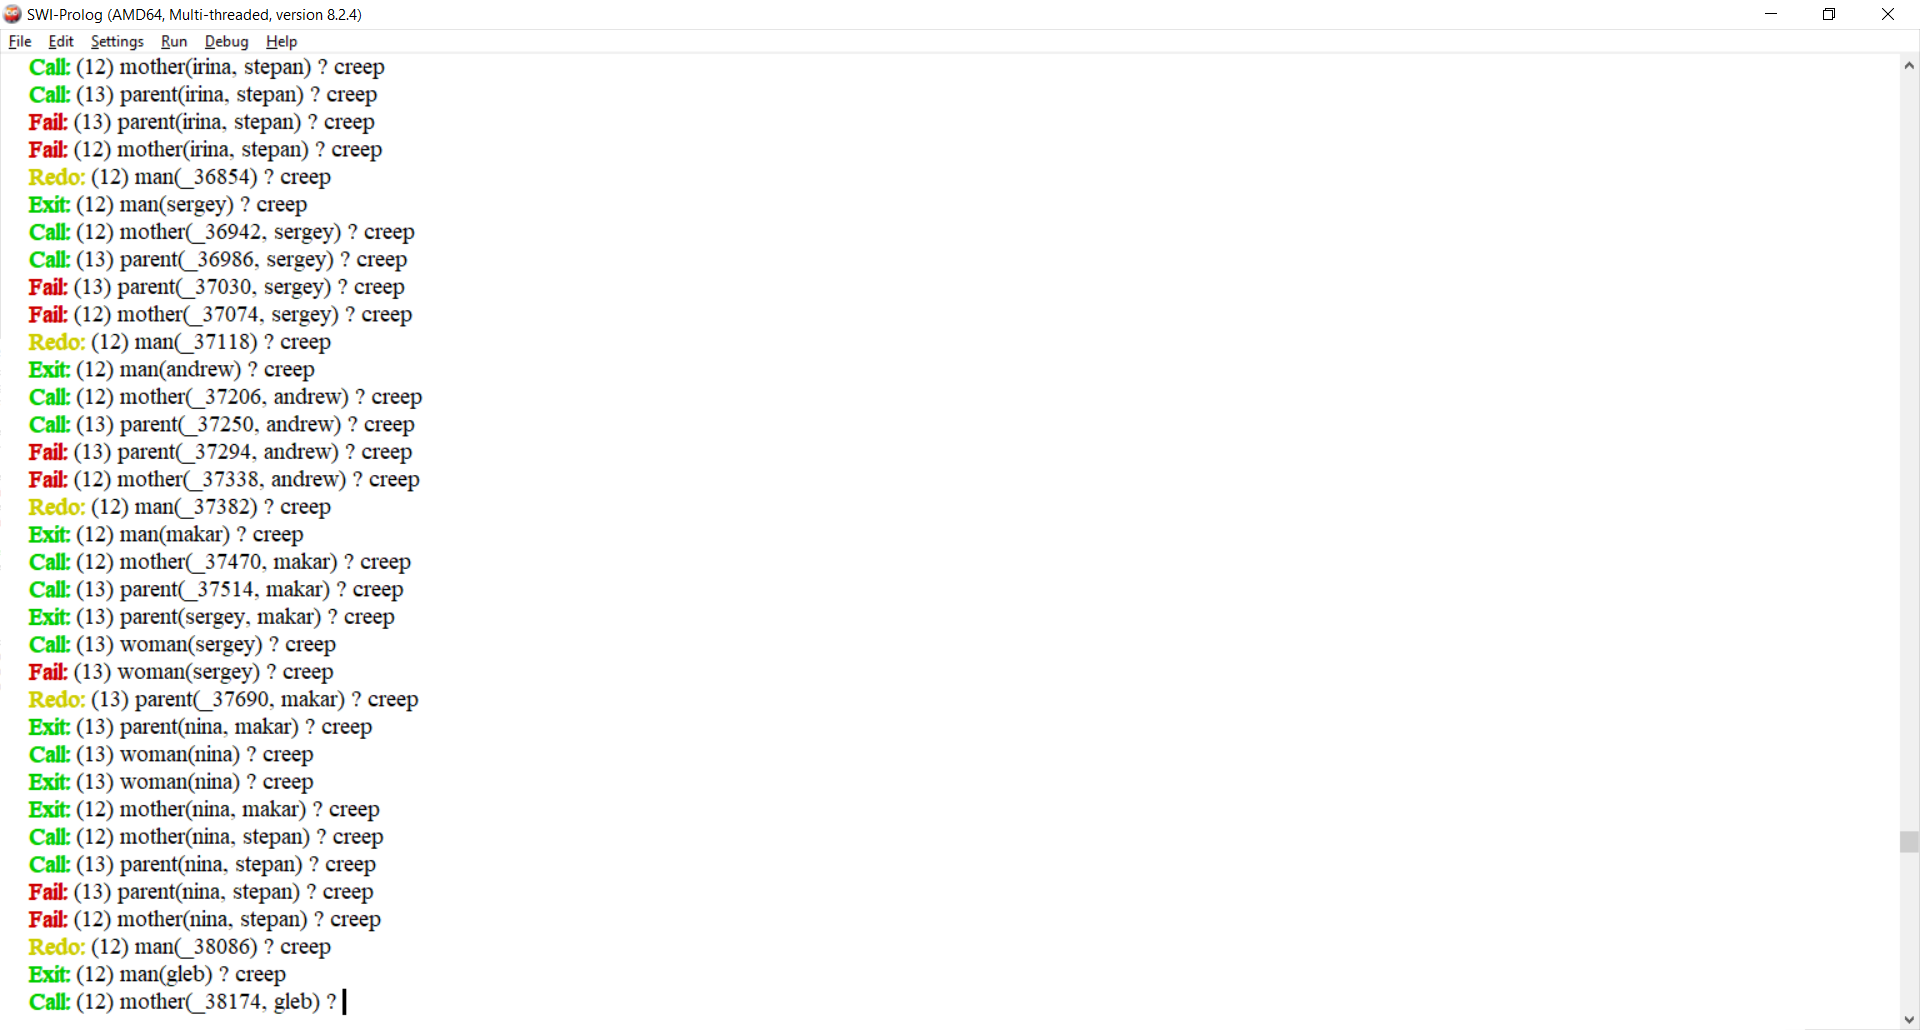 SWI-Prolog (AMD64, Multi-threaded, version 8.2.4)
File Edit Settings Run Debug Help
Call: (12) mother(irina, stepan) ? creep
Call: (13) parent(irina, stepan) ? creep
Fail: (13) parent(irina, stepan) ? creep
Fail: (12) mother(irina, stepan) ? creep
Redo: (12) man(_36854) ? creep
Exit: (12) man(sergey) ? creep
Call: (12) mother(_36942, sergey) ? creep
Call: (13) parent(_36986, sergey) ? creep
Fail: (13) parent(_37030, sergey) ? creep
Fail: (12) mother(_37074, sergey) ? creep
Redo: (12) man(_37118) ? creep
Exit: (12) man(andrew) ? creep
Call: (12) mother(_37206, andrew) ? creep
Call: (13) parent(_37250, andrew) ? creep
Fail: (13) parent(_37294, andrew) ? creep
Fail: (12) mother(_37338, andrew) ? creep
Redo: (12) man(_37382) ? creep
Exit: (12) man(makar) ? creep
Call: (12) mother(_37470, makar) ? creep
Call: (13) parent(_37514, makar) ? creep
Exit: (13) parent(sergey, makar) ? creep
Call: (13) woman(sergey) ? creep
Fail: (13) woman(sergey) ? creep
Redo: (13) parent(_37690, makar) ? creep
Exit: (13) parent(nina, makar) ? creep
Call: (13) woman(nina) ? creep
Exit: (13) woman(nina) ? creep
Exit: (12) mother(nina, makar) ? creep
Call: (12) mother(nina, stepan) ? creep
Call: (13) parent(nina, stepan) ? creep
Fail: (13) parent(nina, stepan) ? creep
Fail: (12) mother(nina, stepan) ? creep
Redo: (12) man(_38086) ? creep
Exit: (12) man(gleb) ? creep
Call: (12) mother(_38174, gleb) ?